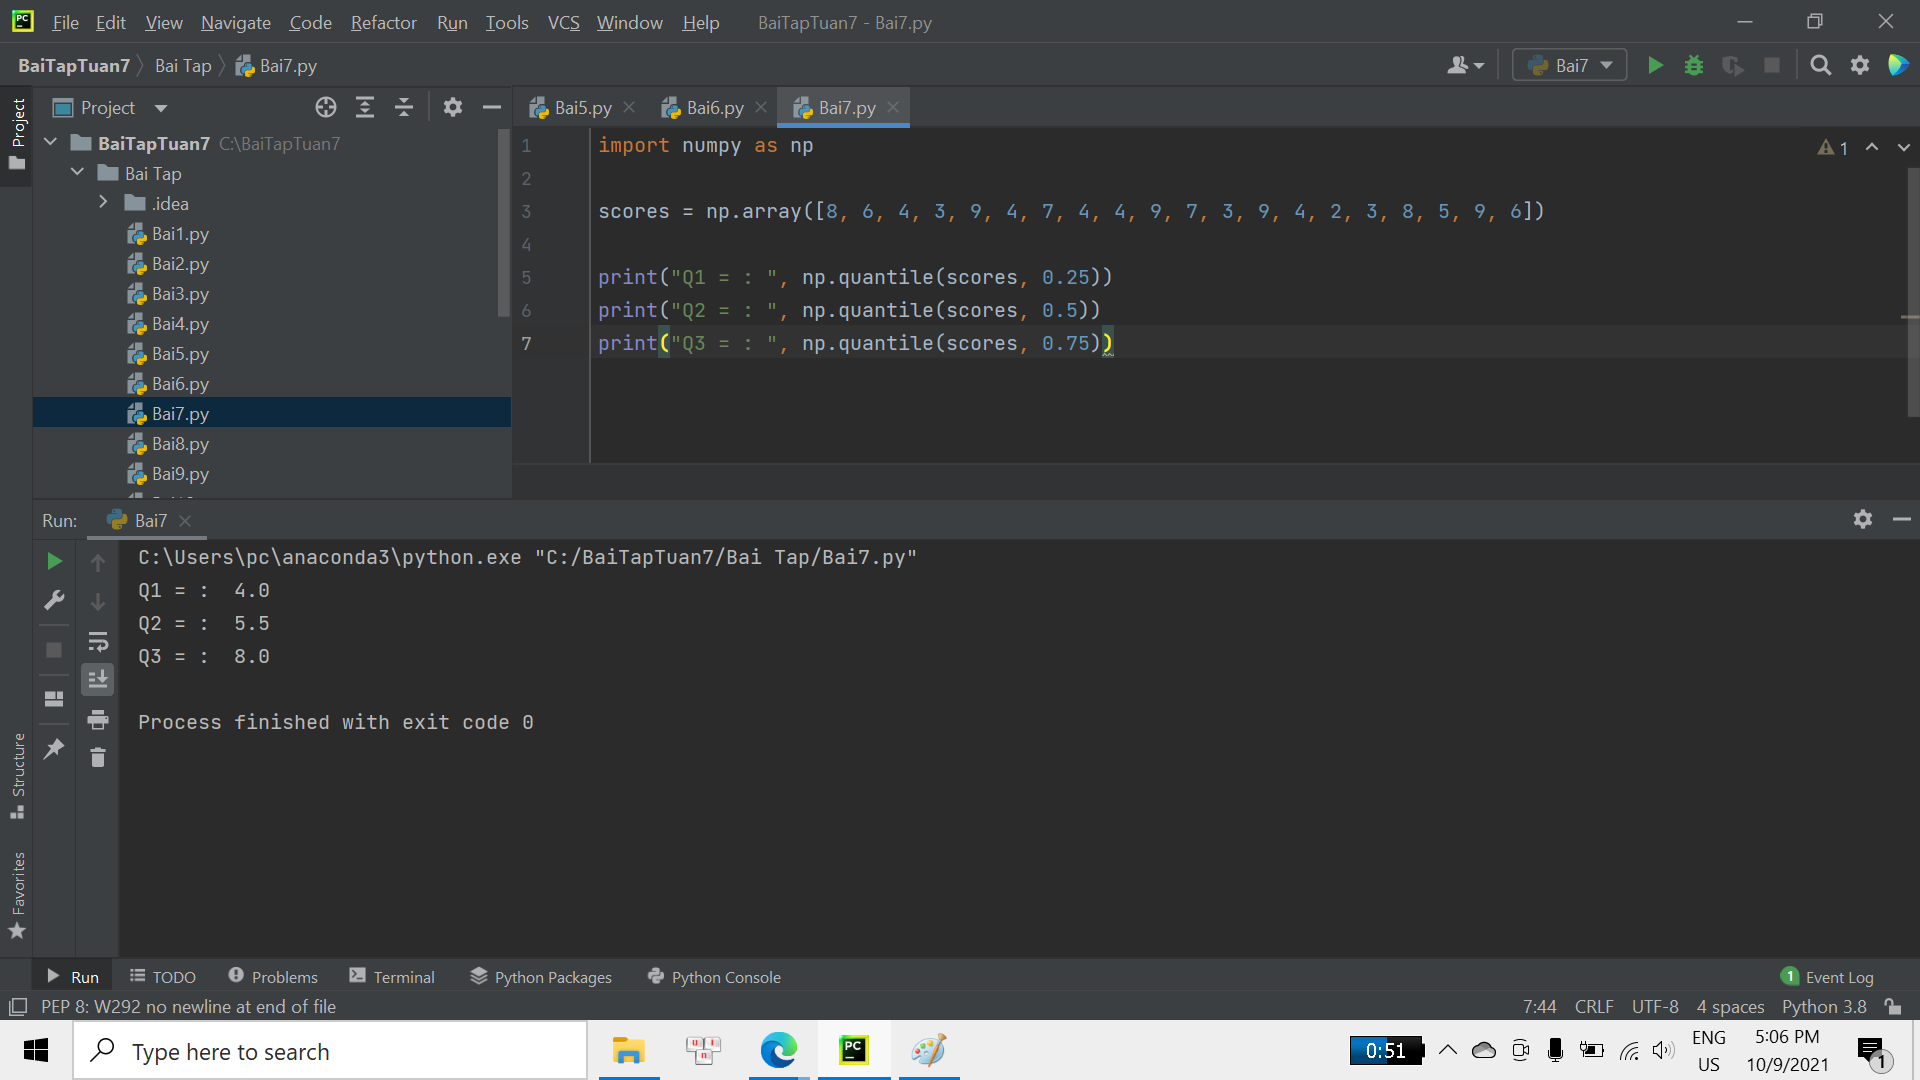 File Edit View Navigate Code Refactor Run Tools VCS Window Help BaiTapTuan7 - Bai7.py
BaiTapTuan7 Bai Tap Bai7.py Bai7
Project
Project
Bai5.py Bai6.py Bai7.py
BaiTapTuan7 C:\BaiTapTuan7
Bai Tap
.idea
Bai1.py
Bai2.py
Bai3.py
Bai4.py
Bai5.py
Bai6.py
Bai7.py
Bai8.py
Bai9.py
1 import numpy as np
2
3 scores = np.array([8, 6, 4, 3, 9, 4, 7, 4, 4, 9, 7, 3, 9, 4, 2, 3, 8, 5, 9, 6])
4
5 print("Q1 = : ", np.quantile(scores, 0.25))
6 print("Q2 = : ", np.quantile(scores, 0.5))
7 print("Q3 = : ", np.quantile(scores, 0.75))
1
Run: Bai7
C:\Users\pc\anaconda3\python.exe "C:/BaiTapTuan7/Bai Tap/Bai7.py"
Q1 = :  4.0
Q2 = :  5.5
Q3 = :  8.0
Process finished with exit code 0
Structure
Favorites
Run TODO Problems Terminal Python Packages Python Console 1 Event Log
PEP 8: W292 no newline at end of file 7:44 CRLF UTF-8 4 spaces Python 3.8
Type here to search
PC
0:51
ENG
US
5:06 PM
10/9/2021
1